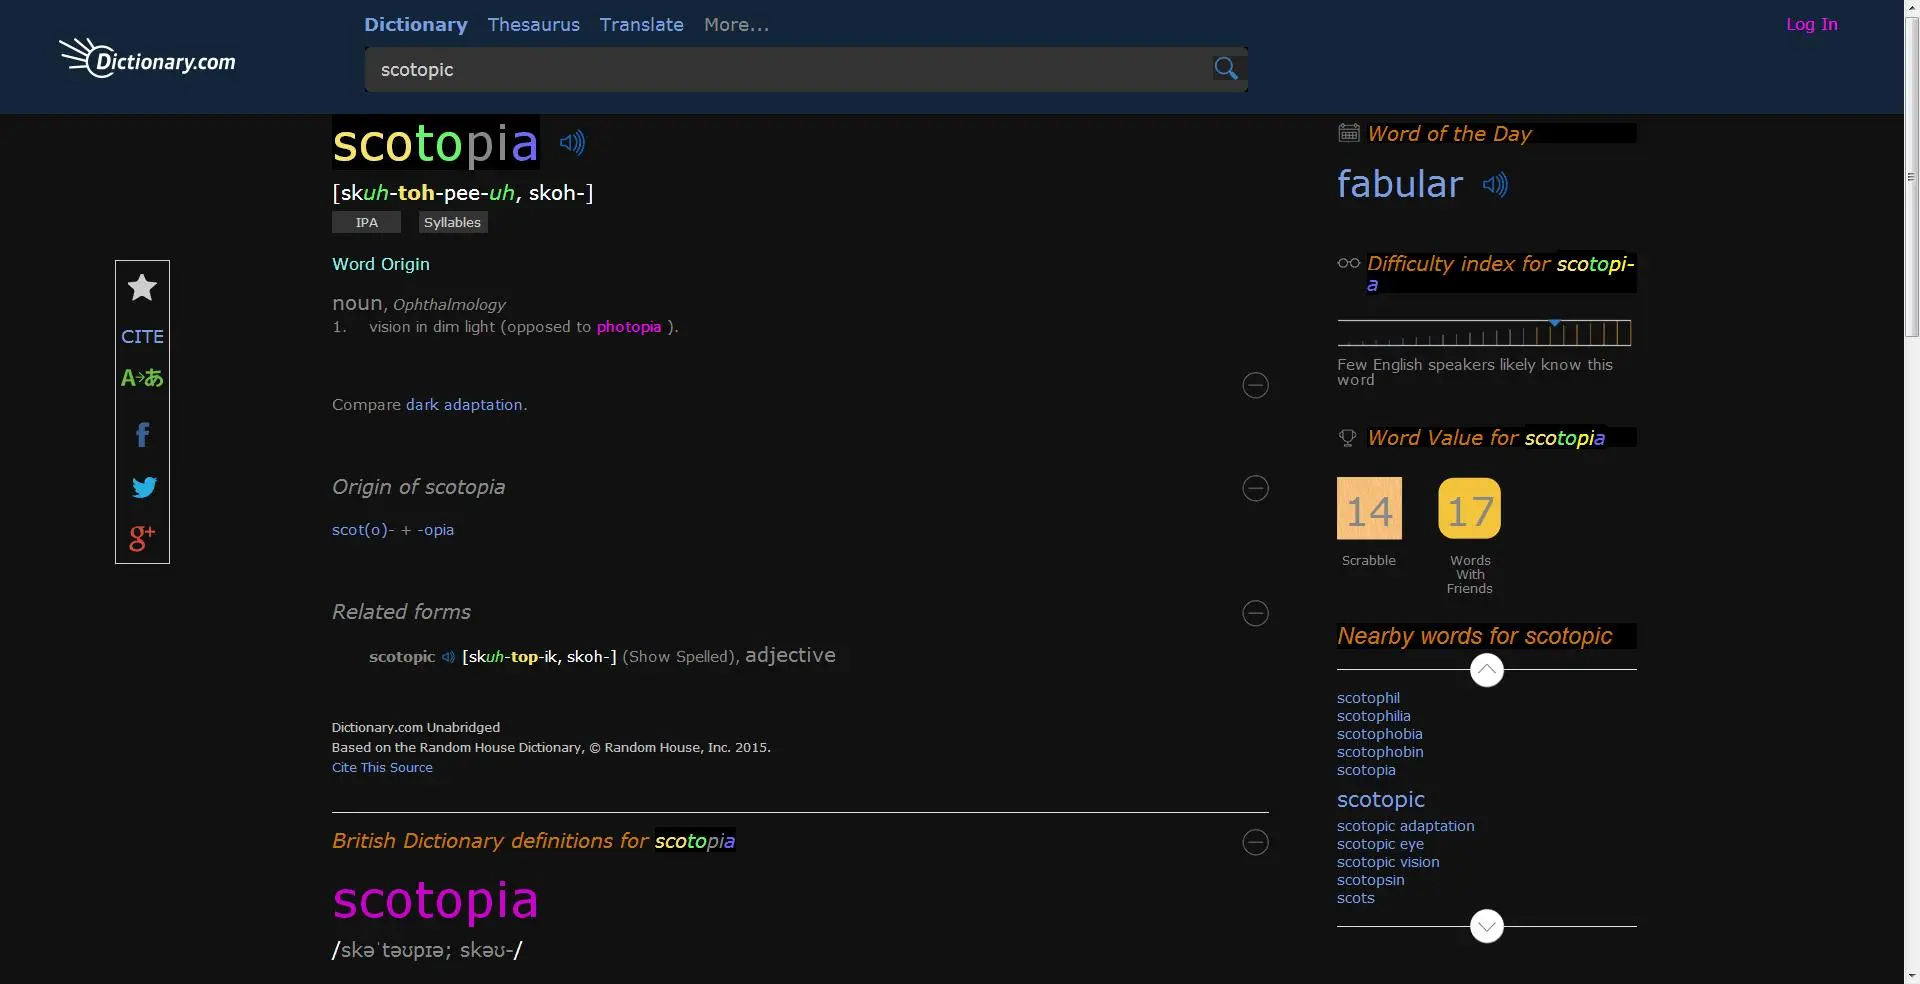 Dictionary Thesaurus Translate More...
Log In
Dictionary.com
scotopic
scotopia
[skuh-toh-pee-uh, skoh-]
IPA Syllables
Word Origin
noun, Ophthalmology
1. vision in dim light (opposed to photopia ).
Compare dark adaptation.
Origin of scotopia
scot(o)- + -opia
Related forms
scotopic [skuh-top-ik, skoh-] (Show Spelled), adjective
Dictionary.com Unabridged
Based on the Random House Dictionary, © Random House, Inc. 2015.
Cite This Source
British Dictionary definitions for scotopia
scotopia
/skəˈtəʊpɪə; skəʊ-/
CITE
A→あ
f
g+
Word of the Day
fabular
Difficulty index for scotopi-
a
Few English speakers likely know this
word
Word Value for scotopia
14 17
Scrabble
Words
With
Friends
Nearby words for scotopic
scotophil
scotophilia
scotophobia
scotophobin
scotopia
scotopic
scotopic adaptation
scotopic eye
scotopic vision
scotopsin
scots